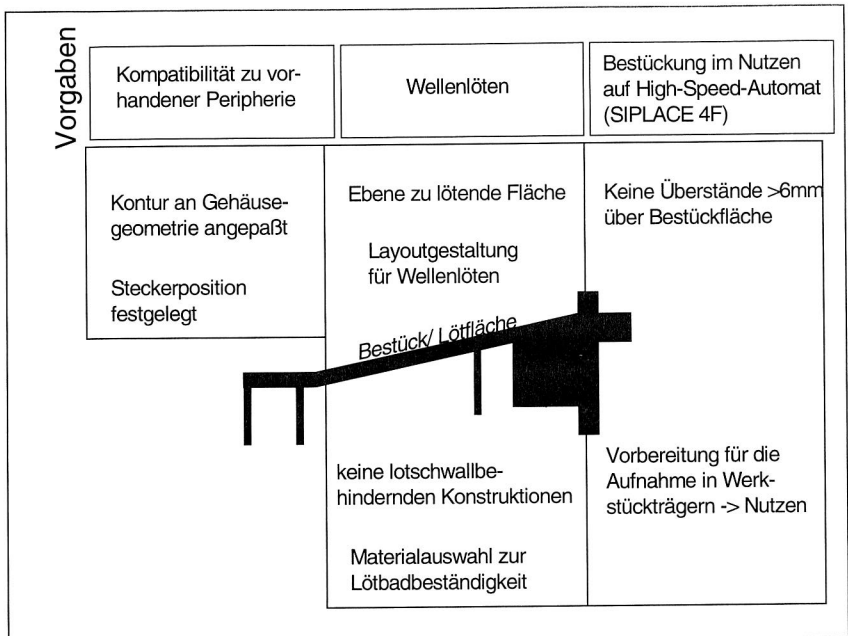 Vorgaben
Kompatibilität zu vor-
handener Peripherie
Wellenlöten
Bestückung im Nutzen
auf High-Speed-Automat
(SIPLACE 4F)
Kontur an Gehäuse-
geometrie angepaßt
Steckerposition
festgelegt
Ebene zu lötende Fläche
Layoutgestaltung
für Wellenlöten
Bestück/ Lötfläche
keine lotschwallbe-
hindernden Konstruktionen
Materialauswahl zur
Lötbadbeständigkeit
Keine Überstände >6mm
über Bestückfläche
Vorbereitung für die
Aufnahme in Werk-
stückträgern -> Nutzen